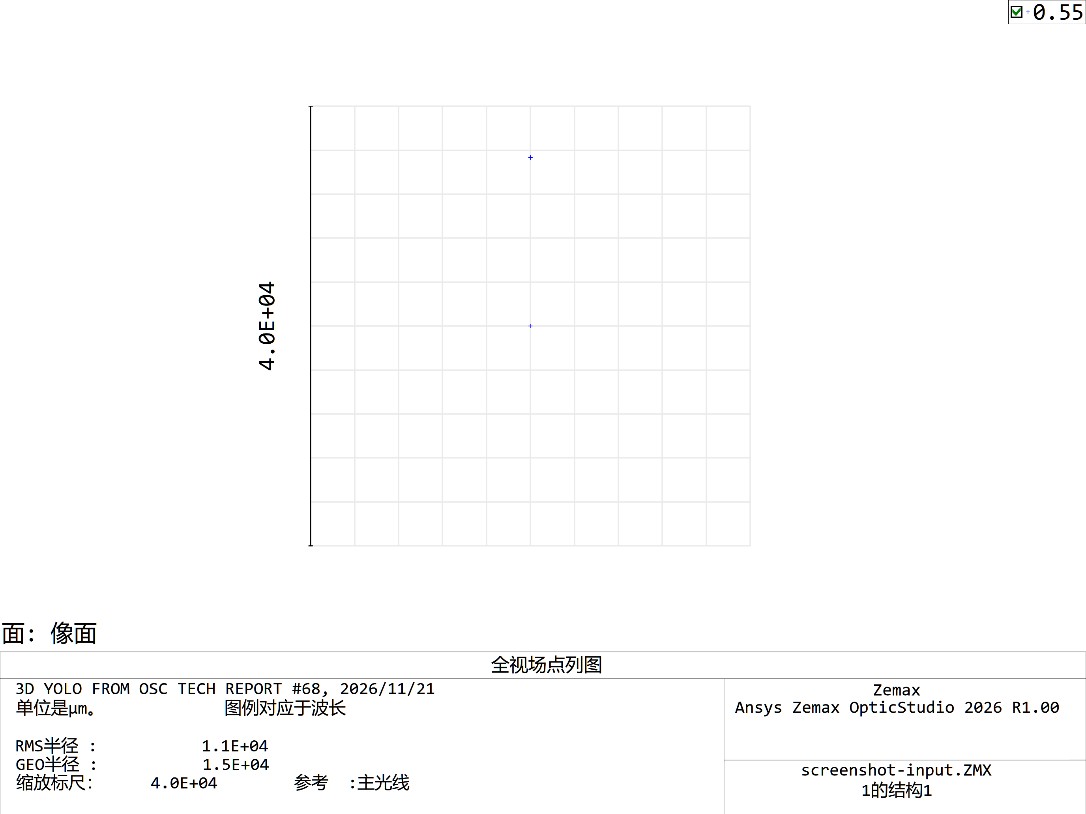 0.55
4.0E+04
面: 像面
全视场点列图
3D YOLO FROM OSC TECH REPORT #68, 2026/11/21
单位是µm。 图例对应于波长
RMS半径 : 1.1E+04
GEO半径 : 1.5E+04
缩放标尺: 4.0E+04 参考 :主光线
Zemax
Ansys Zemax OpticStudio 2026 R1.00
screenshot-input.ZMX
1的结构1